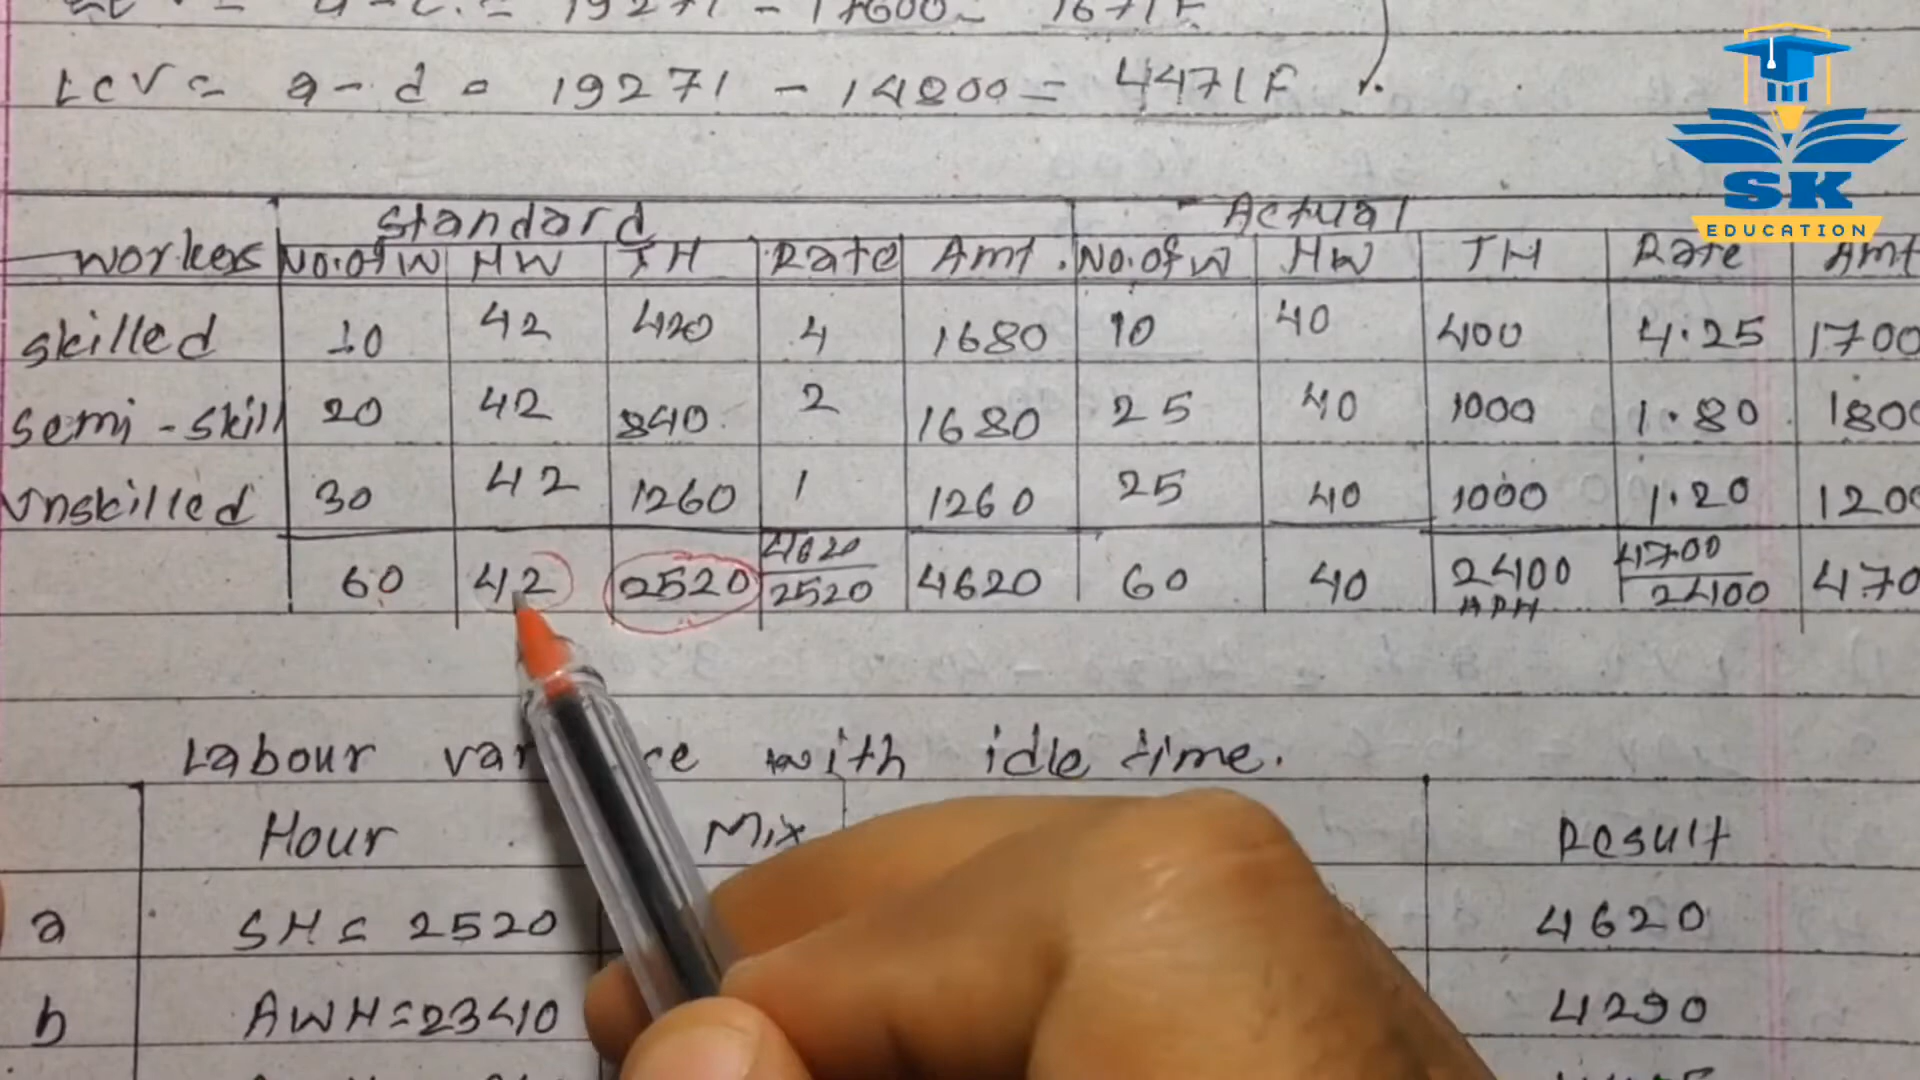 LCV = a - d = 19271 - 14800 = 4471 F
SK
EDUCATION
Standard Actual
Workers No. of W HW TH Rate Amt. No. of W HW TH Rate Amt
Skilled 10 42 420 4 1680 10 40 400 4.25 1700
Semi-skill 20 42 840 2 1680 25 40 1000 1.80 1800
Unskilled 30 42 1260 1 1260 25 40 1000 1.20 1200
60 42 2520 4620/2520 4620 60 40 2400 4700/2400 470
APH
Labour with idle time.
Hour Mix Result
a SH = 2520 4620
b AWH = 2340 4290